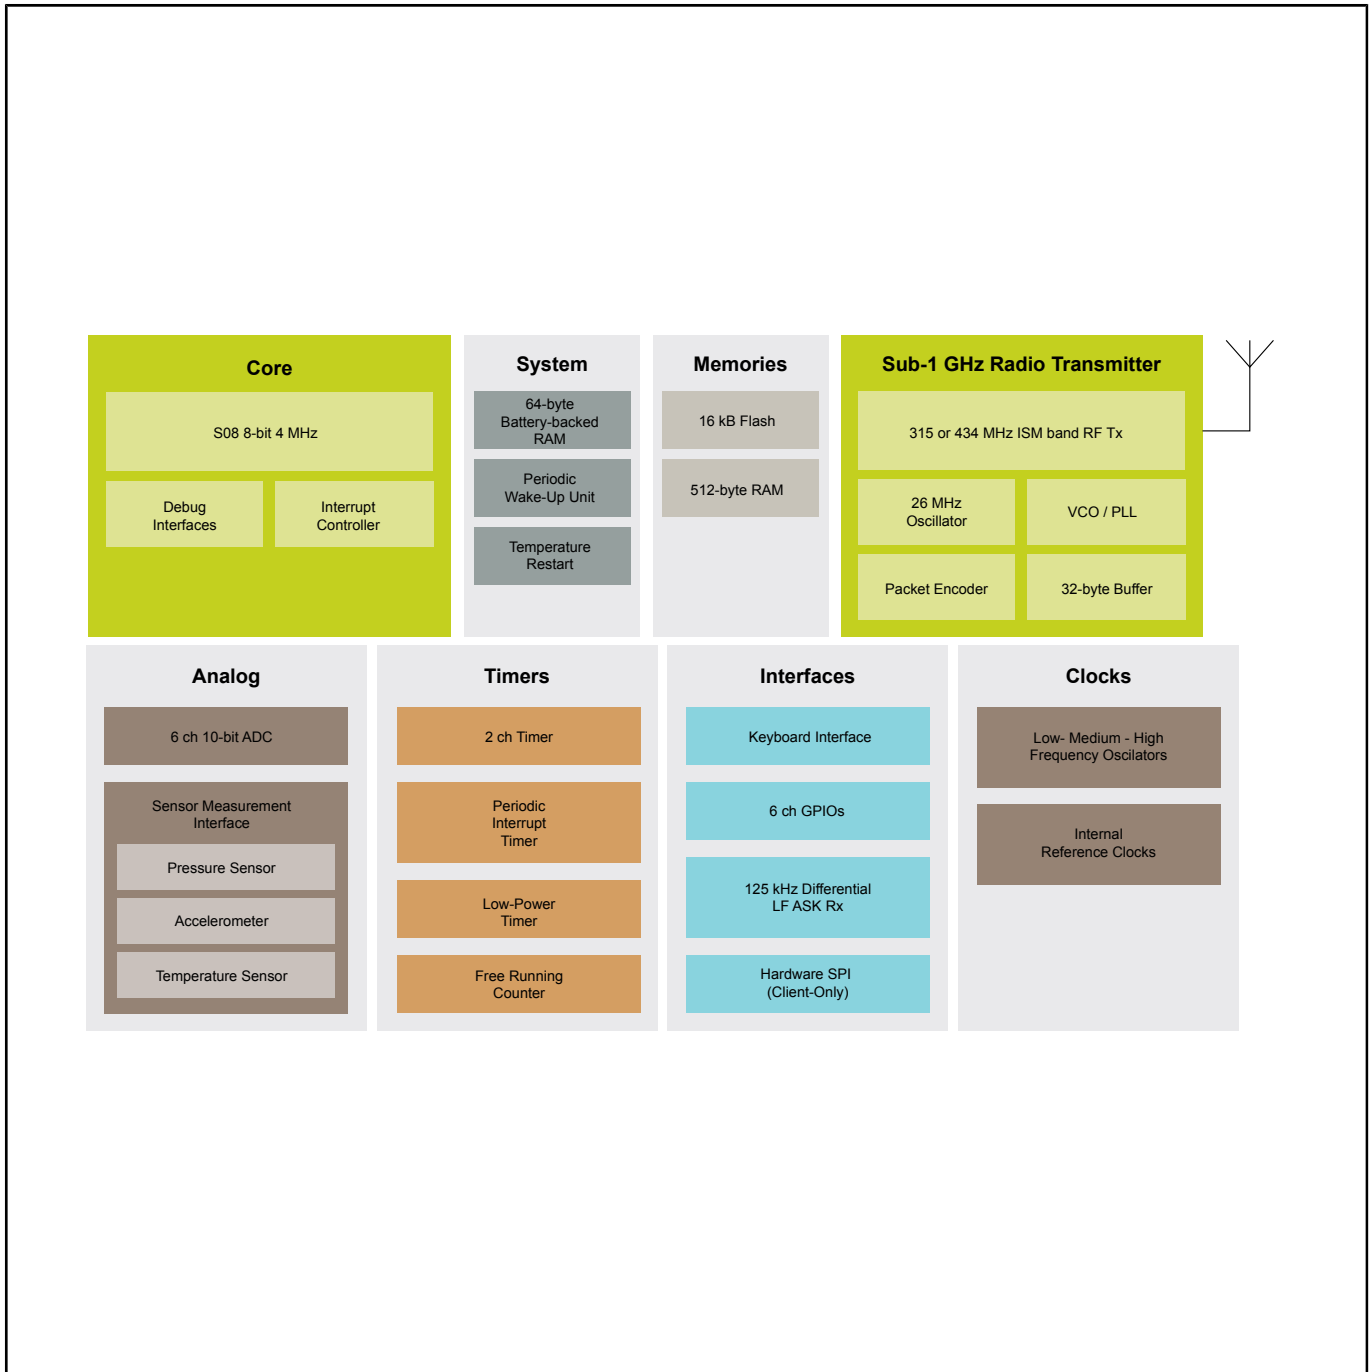 Core
S08 8-bit 4 MHz
Debug
Interfaces
Interrupt
Controller
System
64-byte
Battery-backed
RAM
Periodic
Wake-Up Unit
Temperature
Restart
Memories
16 kB Flash
512-byte RAM
Sub-1 GHz Radio Transmitter
315 or 434 MHz ISM band RF Tx
26 MHz
Oscillator
VCO / PLL
Packet Encoder
32-byte Buffer
Analog
6 ch 10-bit ADC
Sensor Measurement
Interface
Pressure Sensor
Accelerometer
Temperature Sensor
Timers
2 ch Timer
Periodic
Interrupt
Timer
Low-Power
Timer
Free Running
Counter
Interfaces
Keyboard Interface
6 ch GPIOs
125 kHz Differential
LF ASK Rx
Hardware SPI
(Client-Only)
Clocks
Low- Medium - High
Frequency Oscilators
Internal
Reference Clocks